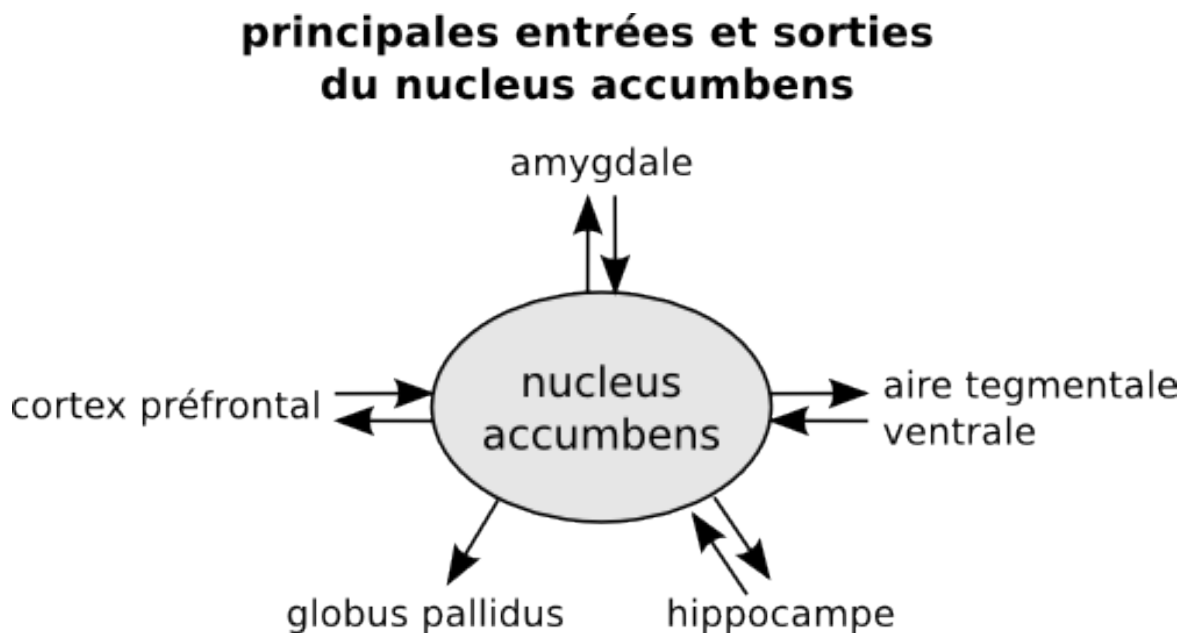 principales entrées et sorties
du nucleus accumbens
amygdale
nucleus
accumbens
cortex préfrontal
aire tegmentale
ventrale
globus pallidus
hippocampe